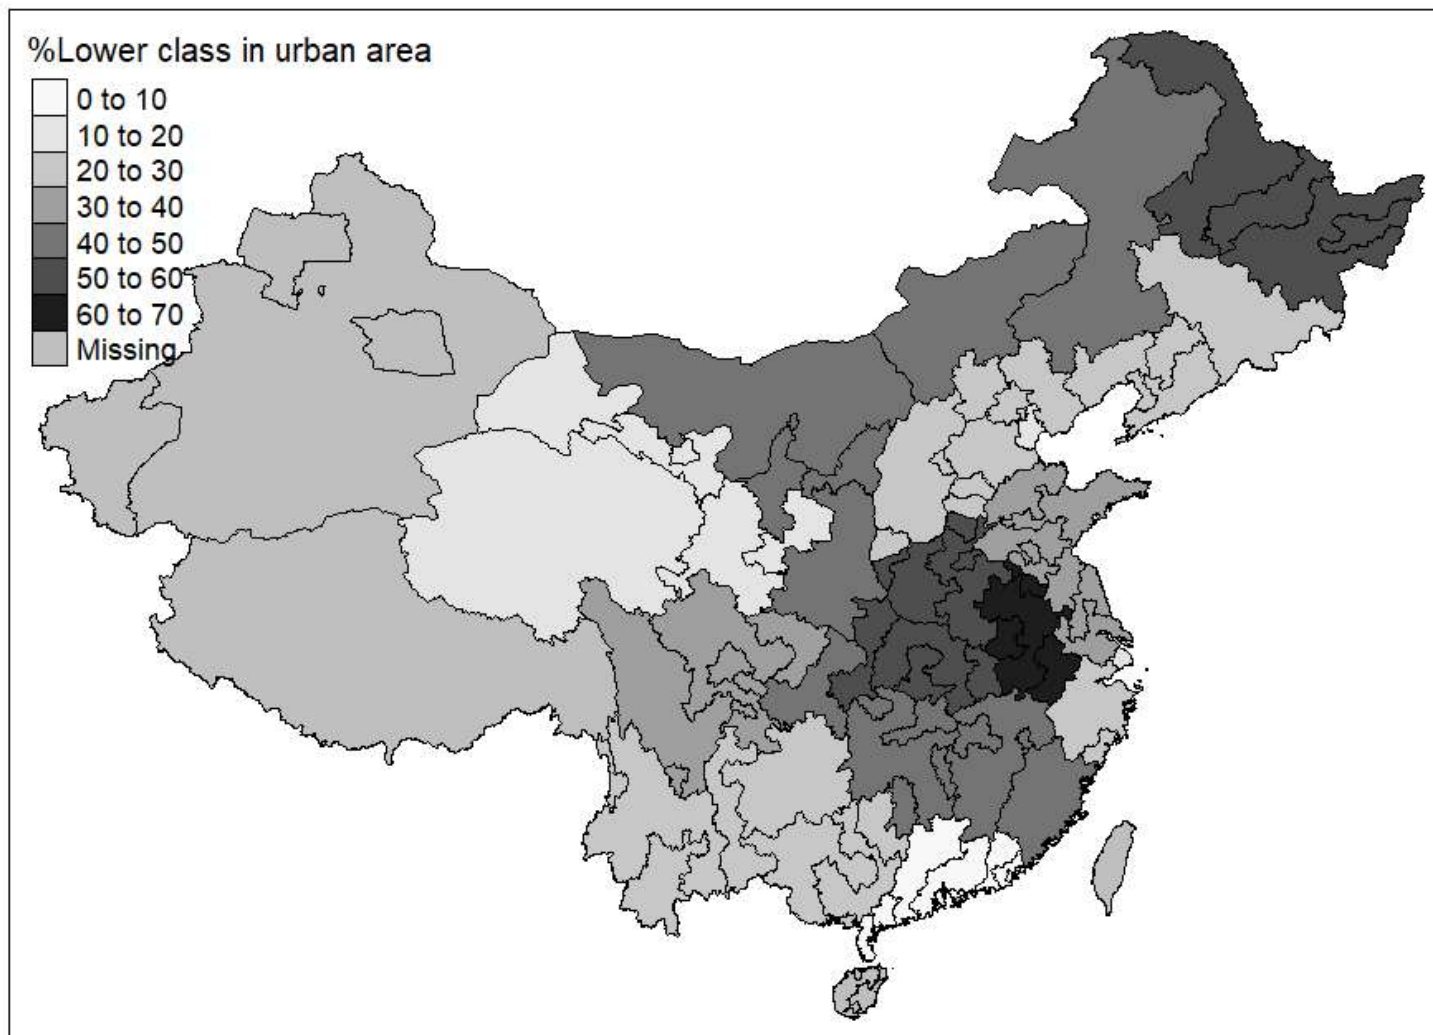 %Lower class in urban area
0 to 10
10 to 20
20 to 30
30 to 40
40 to 50
50 to 60
60 to 70
Missing